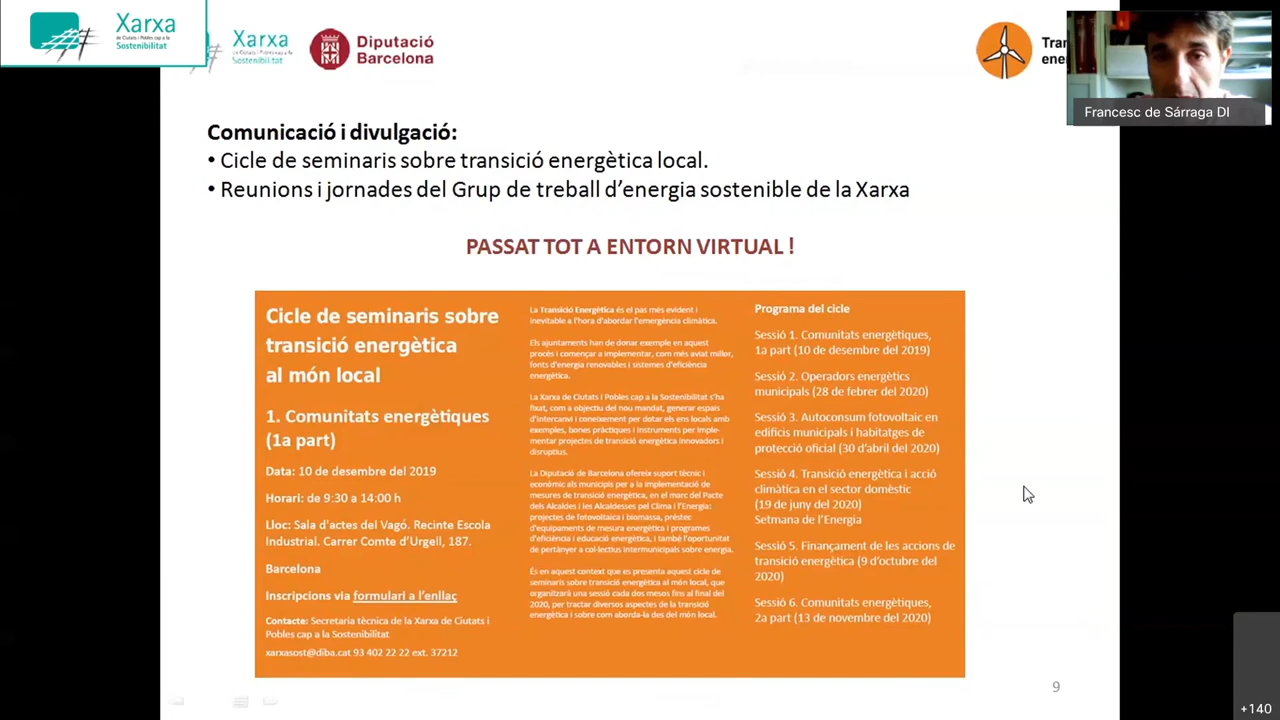 Xarxa
de Ciutats i Pobles cap a la
Sostenibilitat
Xarxa
Sostenibilitat
Diputació
Barcelona
Francesc de Sárraga DI
Comunicació i divulgació:
• Cicle de seminaris sobre transició energètica local.
• Reunions i jornades del Grup de treball d’energia sostenible de la Xarxa
PASSAT TOT A ENTORN VIRTUAL !
Cicle de seminaris sobre
transició energètica
al món local
1. Comunitats energètiques
(1a part)
Data: 10 de desembre del 2019
Horari: de 9:30 a 14:00 h
Lloc: Sala d'actes del Vagó. Recinte Escola
Industrial. Carrer Comte d'Urgell, 187.
Barcelona
Inscripcions via formulari a l’enllaç
Contacte: Secretaria tècnica de la Xarxa de Ciutats i
Pobles cap a la Sostenibilitat
xarxasost@diba.cat 93 402 22 22 ext. 37212
La Transició Energètica és el pas més evident i
inevitable a l'hora d'abordar l'emergència climàtica.
Els ajuntaments han de donar exemple en aquest
procés i començar a implementar, com més aviat millor,
fonts d'energia renovables i sistemes d'eficiència
energètica.
La Xarxa de Ciutats i Pobles cap a la Sostenibilitat s'ha
fixat, com a objectiu del nou mandat, generar espais
d'intercanvi i coneixement per dotar els ens locals amb
exemples, bones pràctiques i instruments per imple-
mentar projectes de transició energètica innovadors i
disruptius.
La Diputació de Barcelona ofereix suport tècnic i
econòmic als municipis per a la implementació de
mesures de transició energètica, en el marc del Pacte
dels Alcaldes i les Alcaldesses pel Clima i l'Energia:
projectes de fotovoltaica i biomassa, préstec
d'equipaments de mesura energètica i programes
d'eficiència i educació energètica, i també l'oportunitat
de pertànyer a col·lectius intermunicipals sobre energia.
És en aquest context que es presenta aquest cicle de
seminaris sobre transició energètica al món local, que
organitzarà una sessió cada dos mesos fins al final del
2020, per tractar diversos aspectes de la transició
energètica i sobre com aborda-la des del món local.
Programa del cicle
Sessió 1. Comunitats energètiques,
1a part (10 de desembre del 2019)
Sessió 2. Operadors energètics
municipals (28 de febrer del 2020)
Sessió 3. Autoconsum fotovoltaic en
edificis municipals i habitatges de
protecció oficial (30 d’abril del 2020)
Sessió 4. Transició energètica i acció
climàtica en el sector domèstic
(19 de juny del 2020)
Setmana de l’Energia
Sessió 5. Finançament de les accions de
transició energètica (9 d’octubre del
2020)
Sessió 6. Comunitats energètiques,
2a part (13 de novembre del 2020)
9
+140